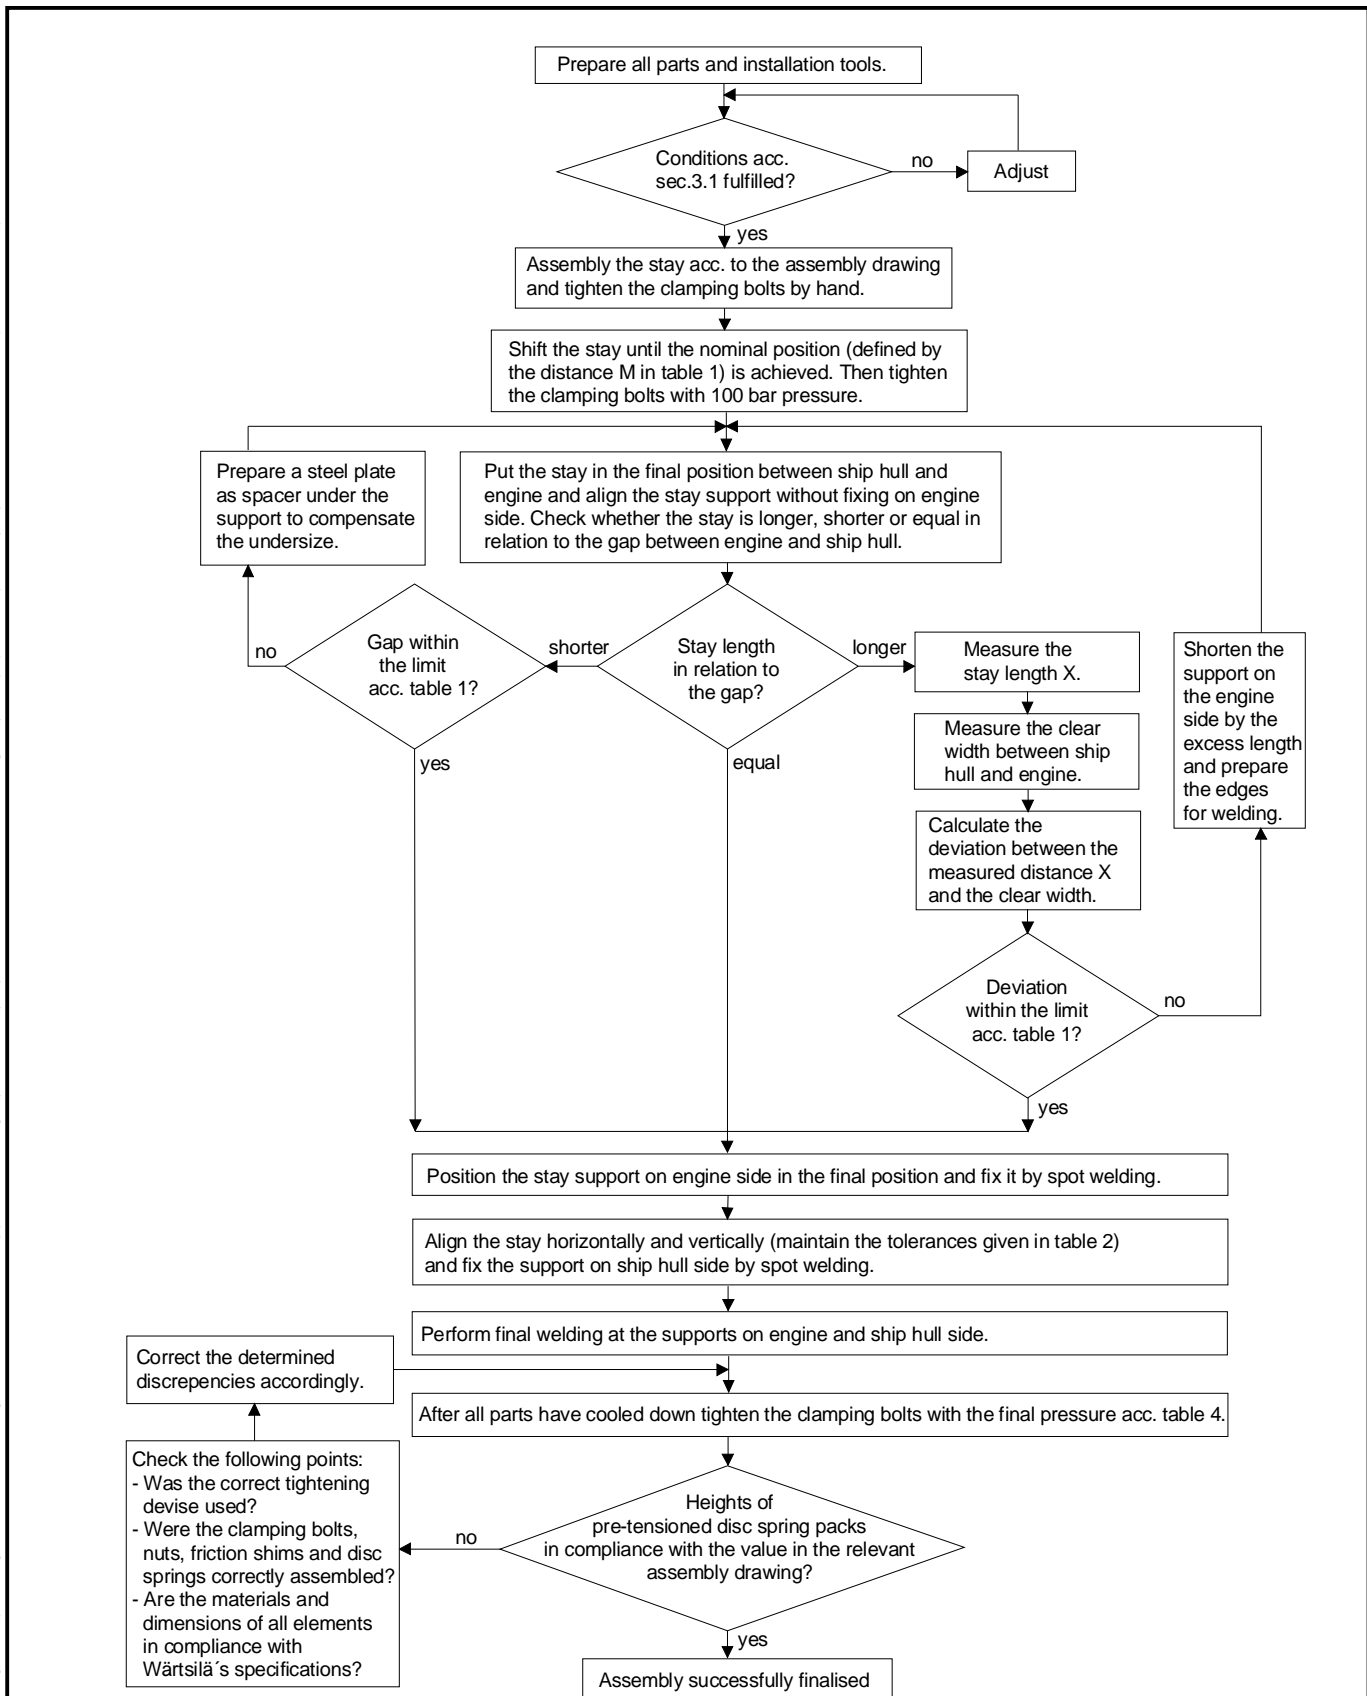 Prepare all parts and installation tools.
Conditions acc.
sec.3.1 fulfilled?
no
Adjust
yes
Assembly the stay acc. to the assembly drawing
and tighten the clamping bolts by hand.
Shift the stay until the nominal position (defined by
the distance M in table 1) is achieved. Then tighten
the clamping bolts with 100 bar pressure.
Prepare a steel plate
as spacer under the
support to compensate
the undersize.
Put the stay in the final position between ship hull and
engine and align the stay support without fixing on engine
side. Check whether the stay is longer, shorter or equal in
relation to the gap between engine and ship hull.
no
Gap within
the limit
acc. table 1?
shorter
Stay length
in relation to
the gap?
longer
Measure the
stay length X.
Shorten the
support on
the engine
side by the
excess length
and prepare
the edges
for welding.
yes
equal
Measure the clear
width between ship
hull and engine.
Calculate the
deviation between the
measured distance X
and the clear width.
Deviation
within the limit
acc. table 1?
no
yes
Position the stay support on engine side in the final position and fix it by spot welding.
Align the stay horizontally and vertically (maintain the tolerances given in table 2)
and fix the support on ship hull side by spot welding.
Perform final welding at the supports on engine and ship hull side.
Correct the determined
discrepencies accordingly.
After all parts have cooled down tighten the clamping bolts with the final pressure acc. table 4.
Check the following points:
- Was the correct tightening
devise used?
- Were the clamping bolts,
nuts, friction shims and disc
springs correctly assembled?
- Are the materials and
dimensions of all elements
in compliance with
Wärtsilä´s specifications?
no
Heights of
pre-tensioned disc spring packs
in compliance with the value in the relevant
assembly drawing?
yes
Assembly successfully finalised